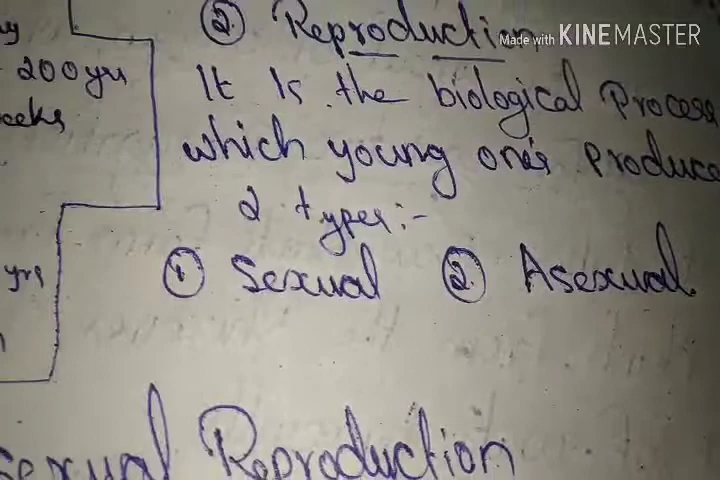 ② Reproduction
Made with KINEMASTER
200 yrs
eeks
It Is the biological Process
which young one's Produce
2 types:-
① Sexual ② Asexual.
yrs
sexual Reproduction